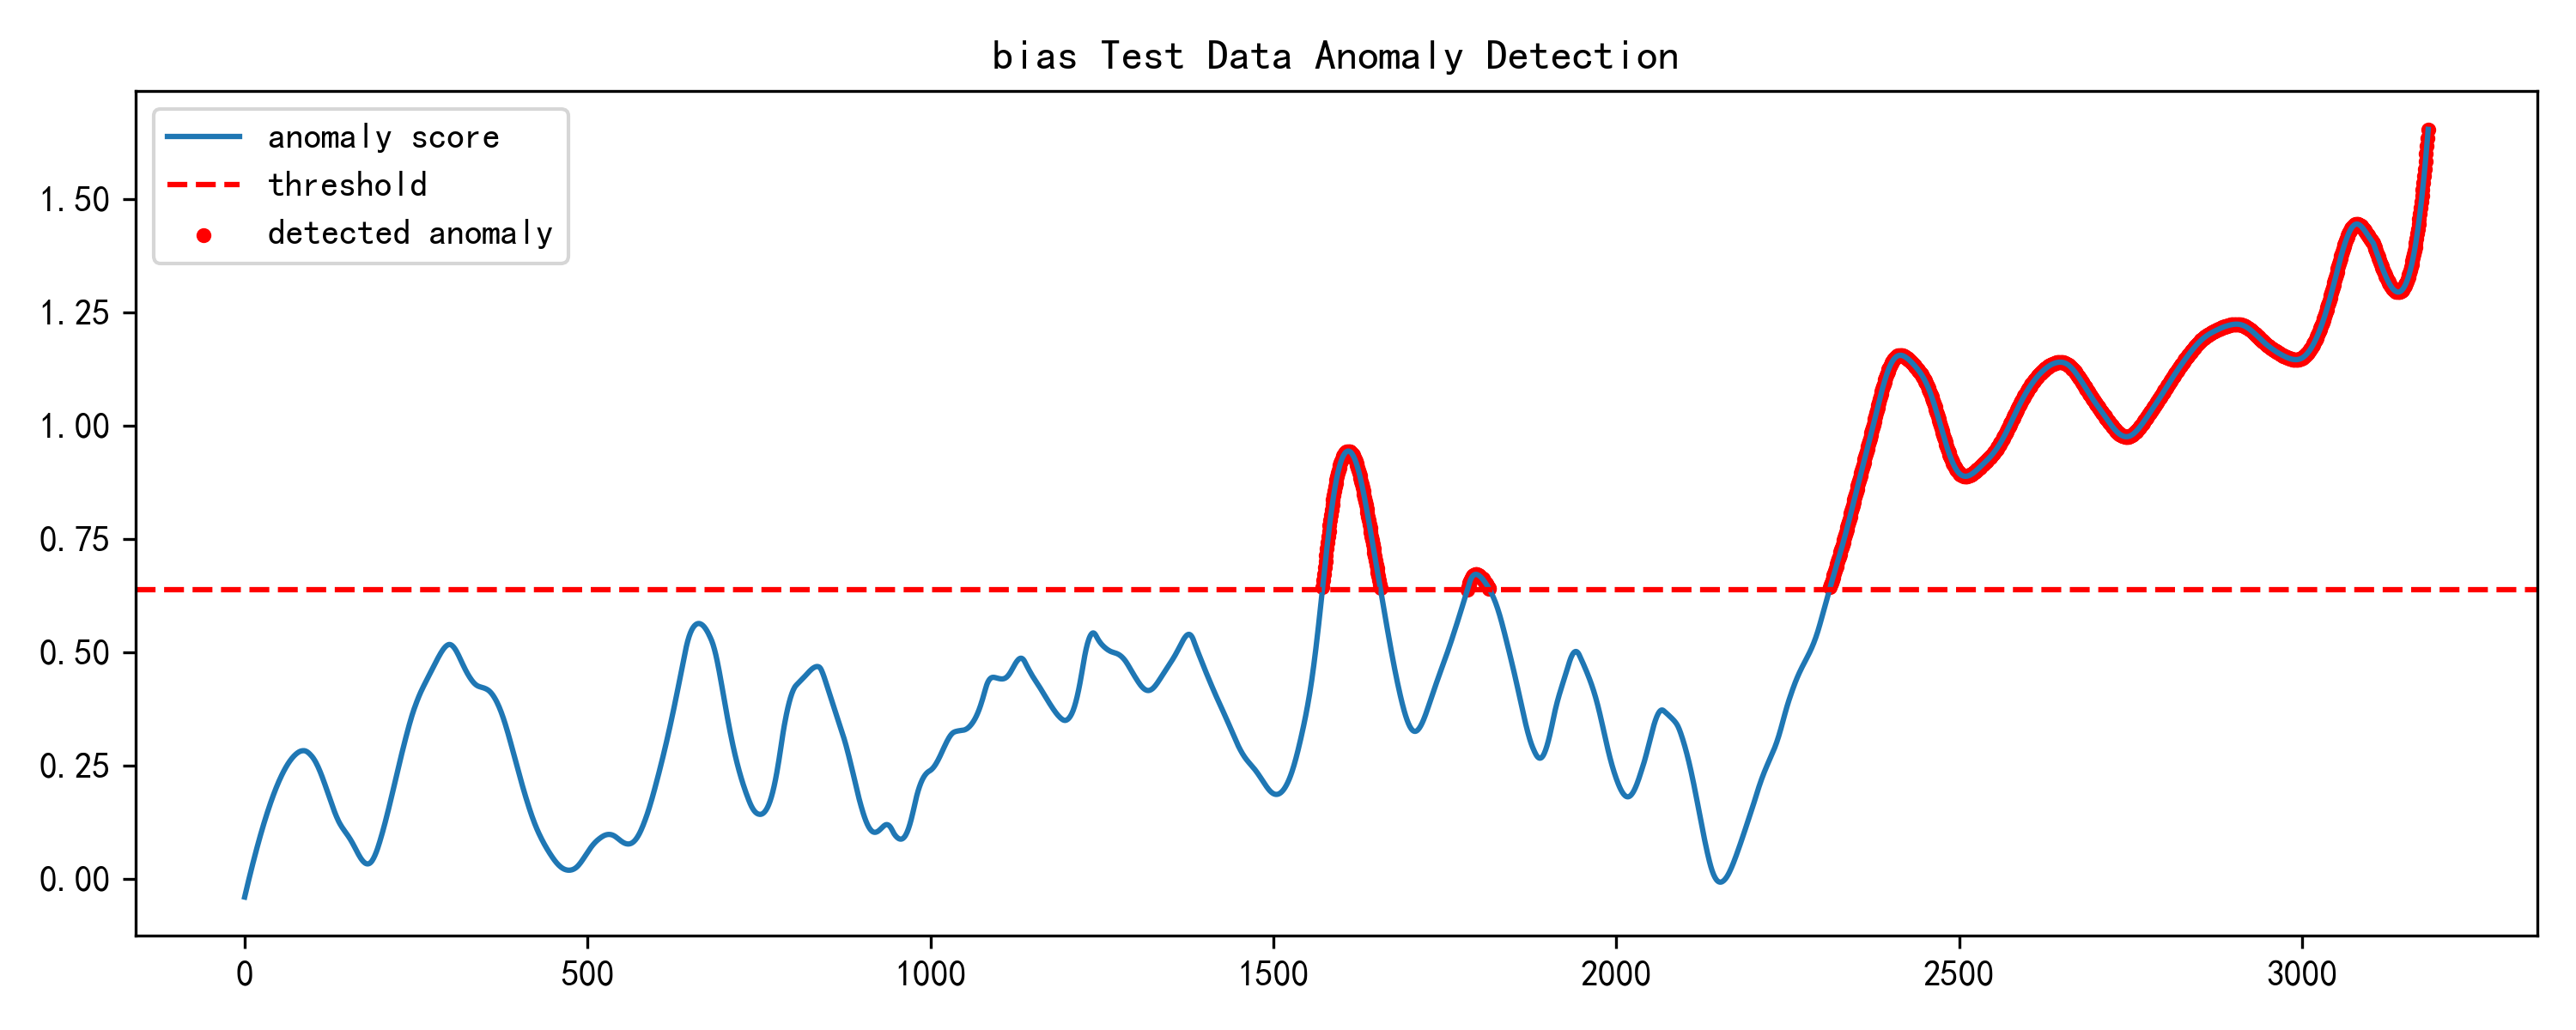 bias Test Data Anomaly Detection
anomaly score
threshold
detected anomaly
1.50
1.25
1.00
0.75
0.50
0.25
0.00
0 500 1000 1500 2000 2500 3000